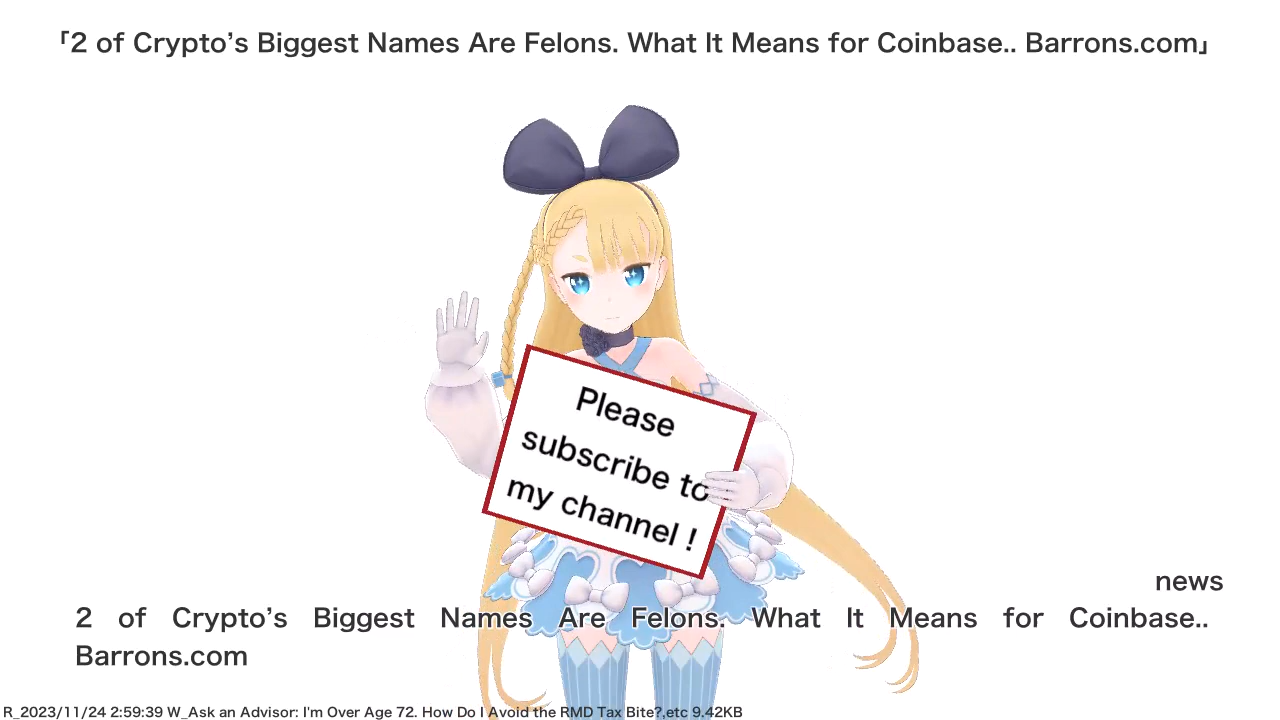 「2 of Crypto’s Biggest Names Are Felons. What It Means for Coinbase.. Barrons.com」
Please
subscribe to
my channel !
news
2 of Crypto’s Biggest Names Are Felons. What It Means for Coinbase..
Barrons.com
R_2023/11/24 2:59:39 W_Ask an Advisor: I'm Over Age 72. How Do I Avoid the RMD Tax Bite?,etc 9.42KB